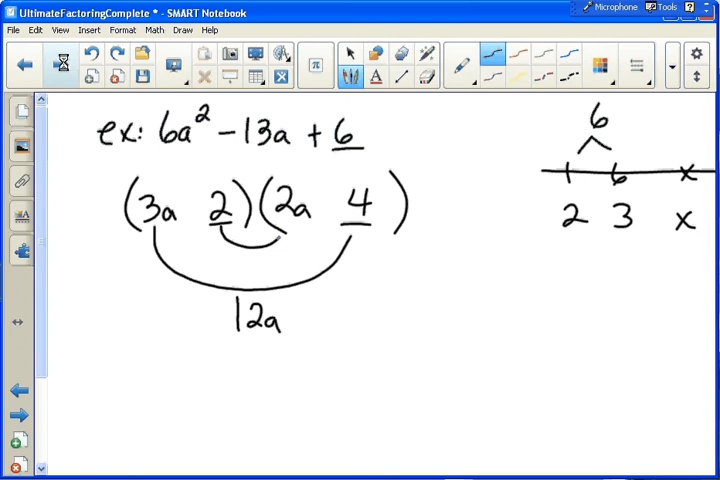 UltimateFactoringComplete * - SMART Notebook
Microphone Tools
File Edit View Insert Format Math Draw Help
π
A
ex: 6a² - 13a + 6
6
1 6 x
(3a 2)(2a 4)
2 3 x
12a